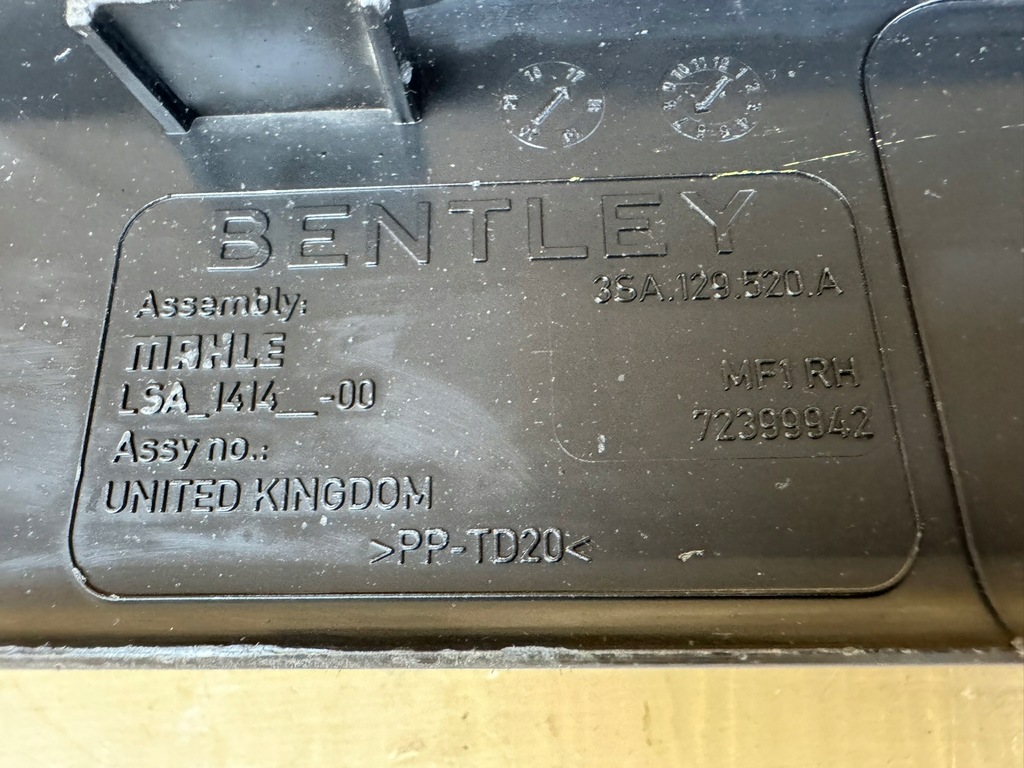 BENTLEY
3SA.129.520.A
Assembly:
MAHLE
LSA_1414__-00
MF1 RH
72399942
Assy no.:
UNITED KINGDOM
>PP-TD20<